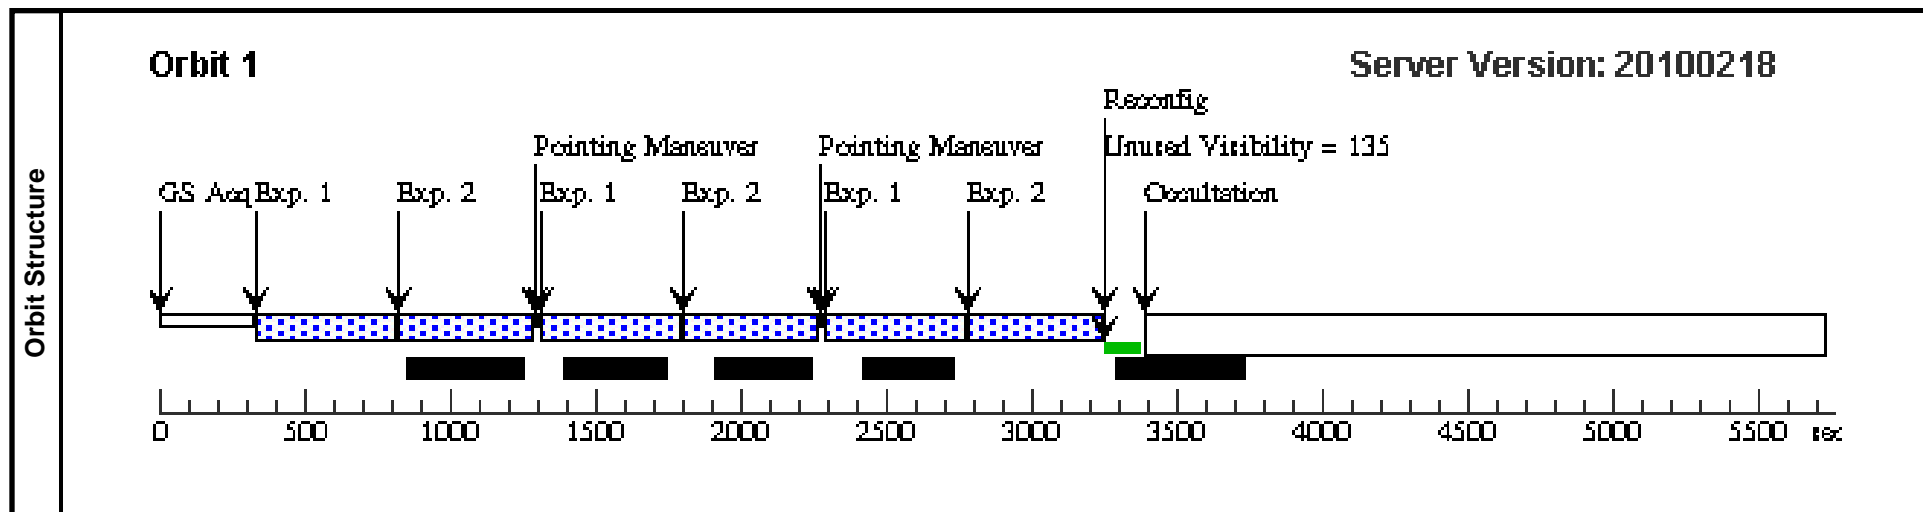 Orbit Structure
Orbit 1
Server Version: 20100218
Reconfig
Pointing Maneuver Pointing Maneuver Unused Visibility = 135
GS Acq Exp. 1 Exp. 2 Exp. 1 Exp. 2 Exp. 1 Exp. 2 Occultation
0 500 1000 1500 2000 2500 3000 3500 4000 4500 5000 5500 sec